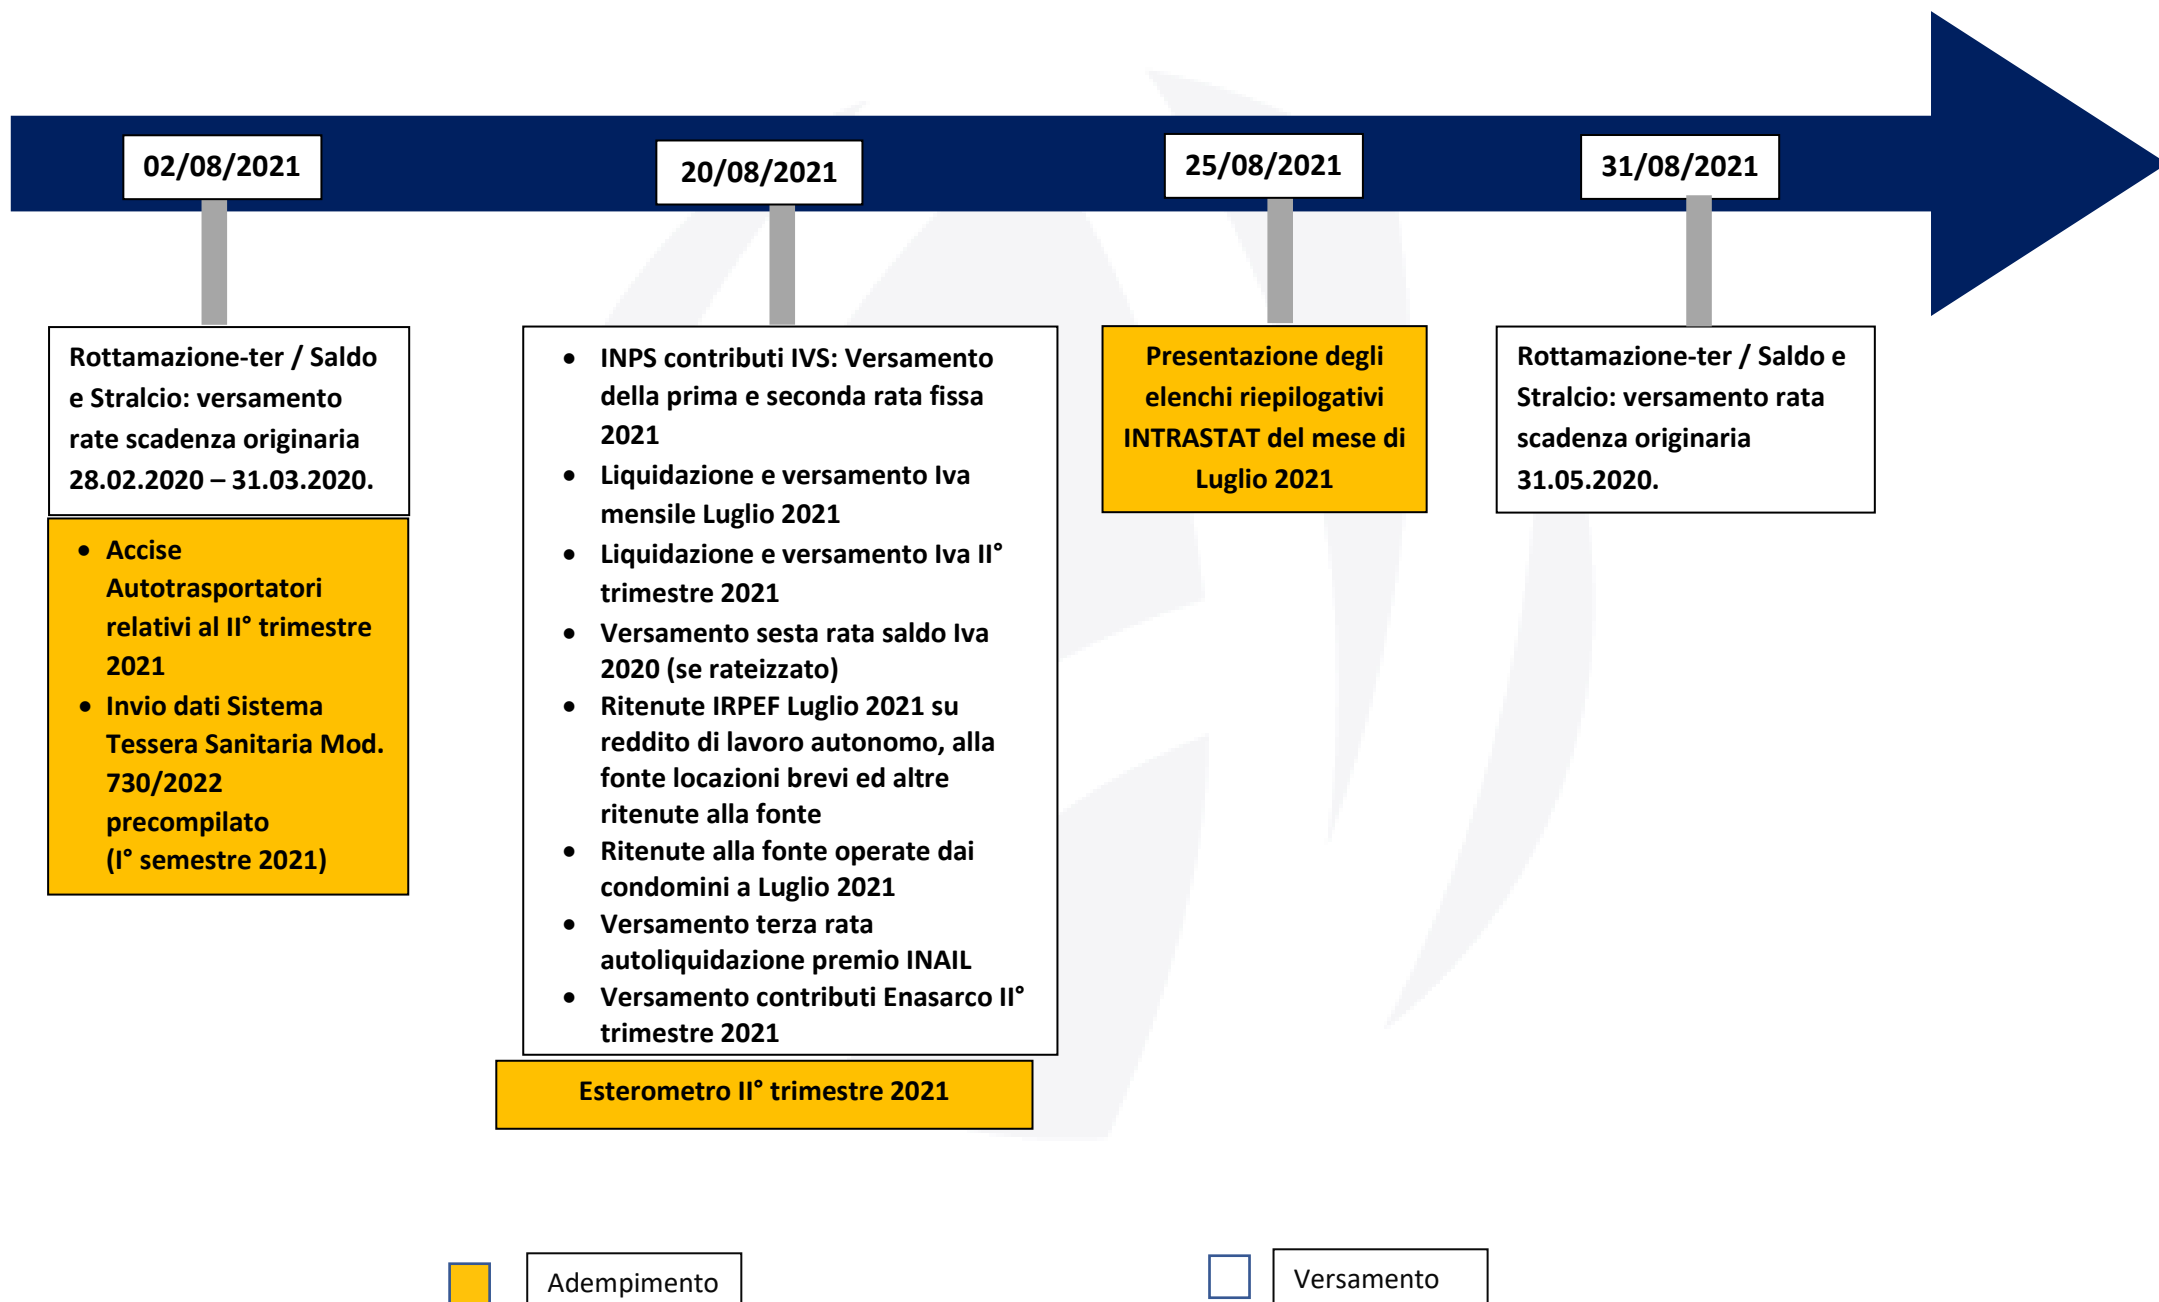 02/08/2021
20/08/2021
25/08/2021
31/08/2021
Rottamazione-ter / Saldo
e Stralcio: versamento
rate scadenza originaria
28.02.2020 – 31.03.2020.
• Accise
Autotrasportatori
relativi al II° trimestre
2021
• Invio dati Sistema
Tessera Sanitaria Mod.
730/2022
precompilato
(I° semestre 2021)
• INPS contributi IVS: Versamento
della prima e seconda rata fissa
2021
• Liquidazione e versamento Iva
mensile Luglio 2021
• Liquidazione e versamento Iva II°
trimestre 2021
• Versamento sesta rata saldo Iva
2020 (se rateizzato)
• Ritenute IRPEF Luglio 2021 su
reddito di lavoro autonomo, alla
fonte locazioni brevi ed altre
ritenute alla fonte
• Ritenute alla fonte operate dai
condomini a Luglio 2021
• Versamento terza rata
autoliquidazione premio INAIL
• Versamento contributi Enasarco II°
trimestre 2021
Esterometro II° trimestre 2021
Presentazione degli
elenchi riepilogativi
INTRASTAT del mese di
Luglio 2021
Rottamazione-ter / Saldo e
Stralcio: versamento rata
scadenza originaria
31.05.2020.
Adempimento
Versamento